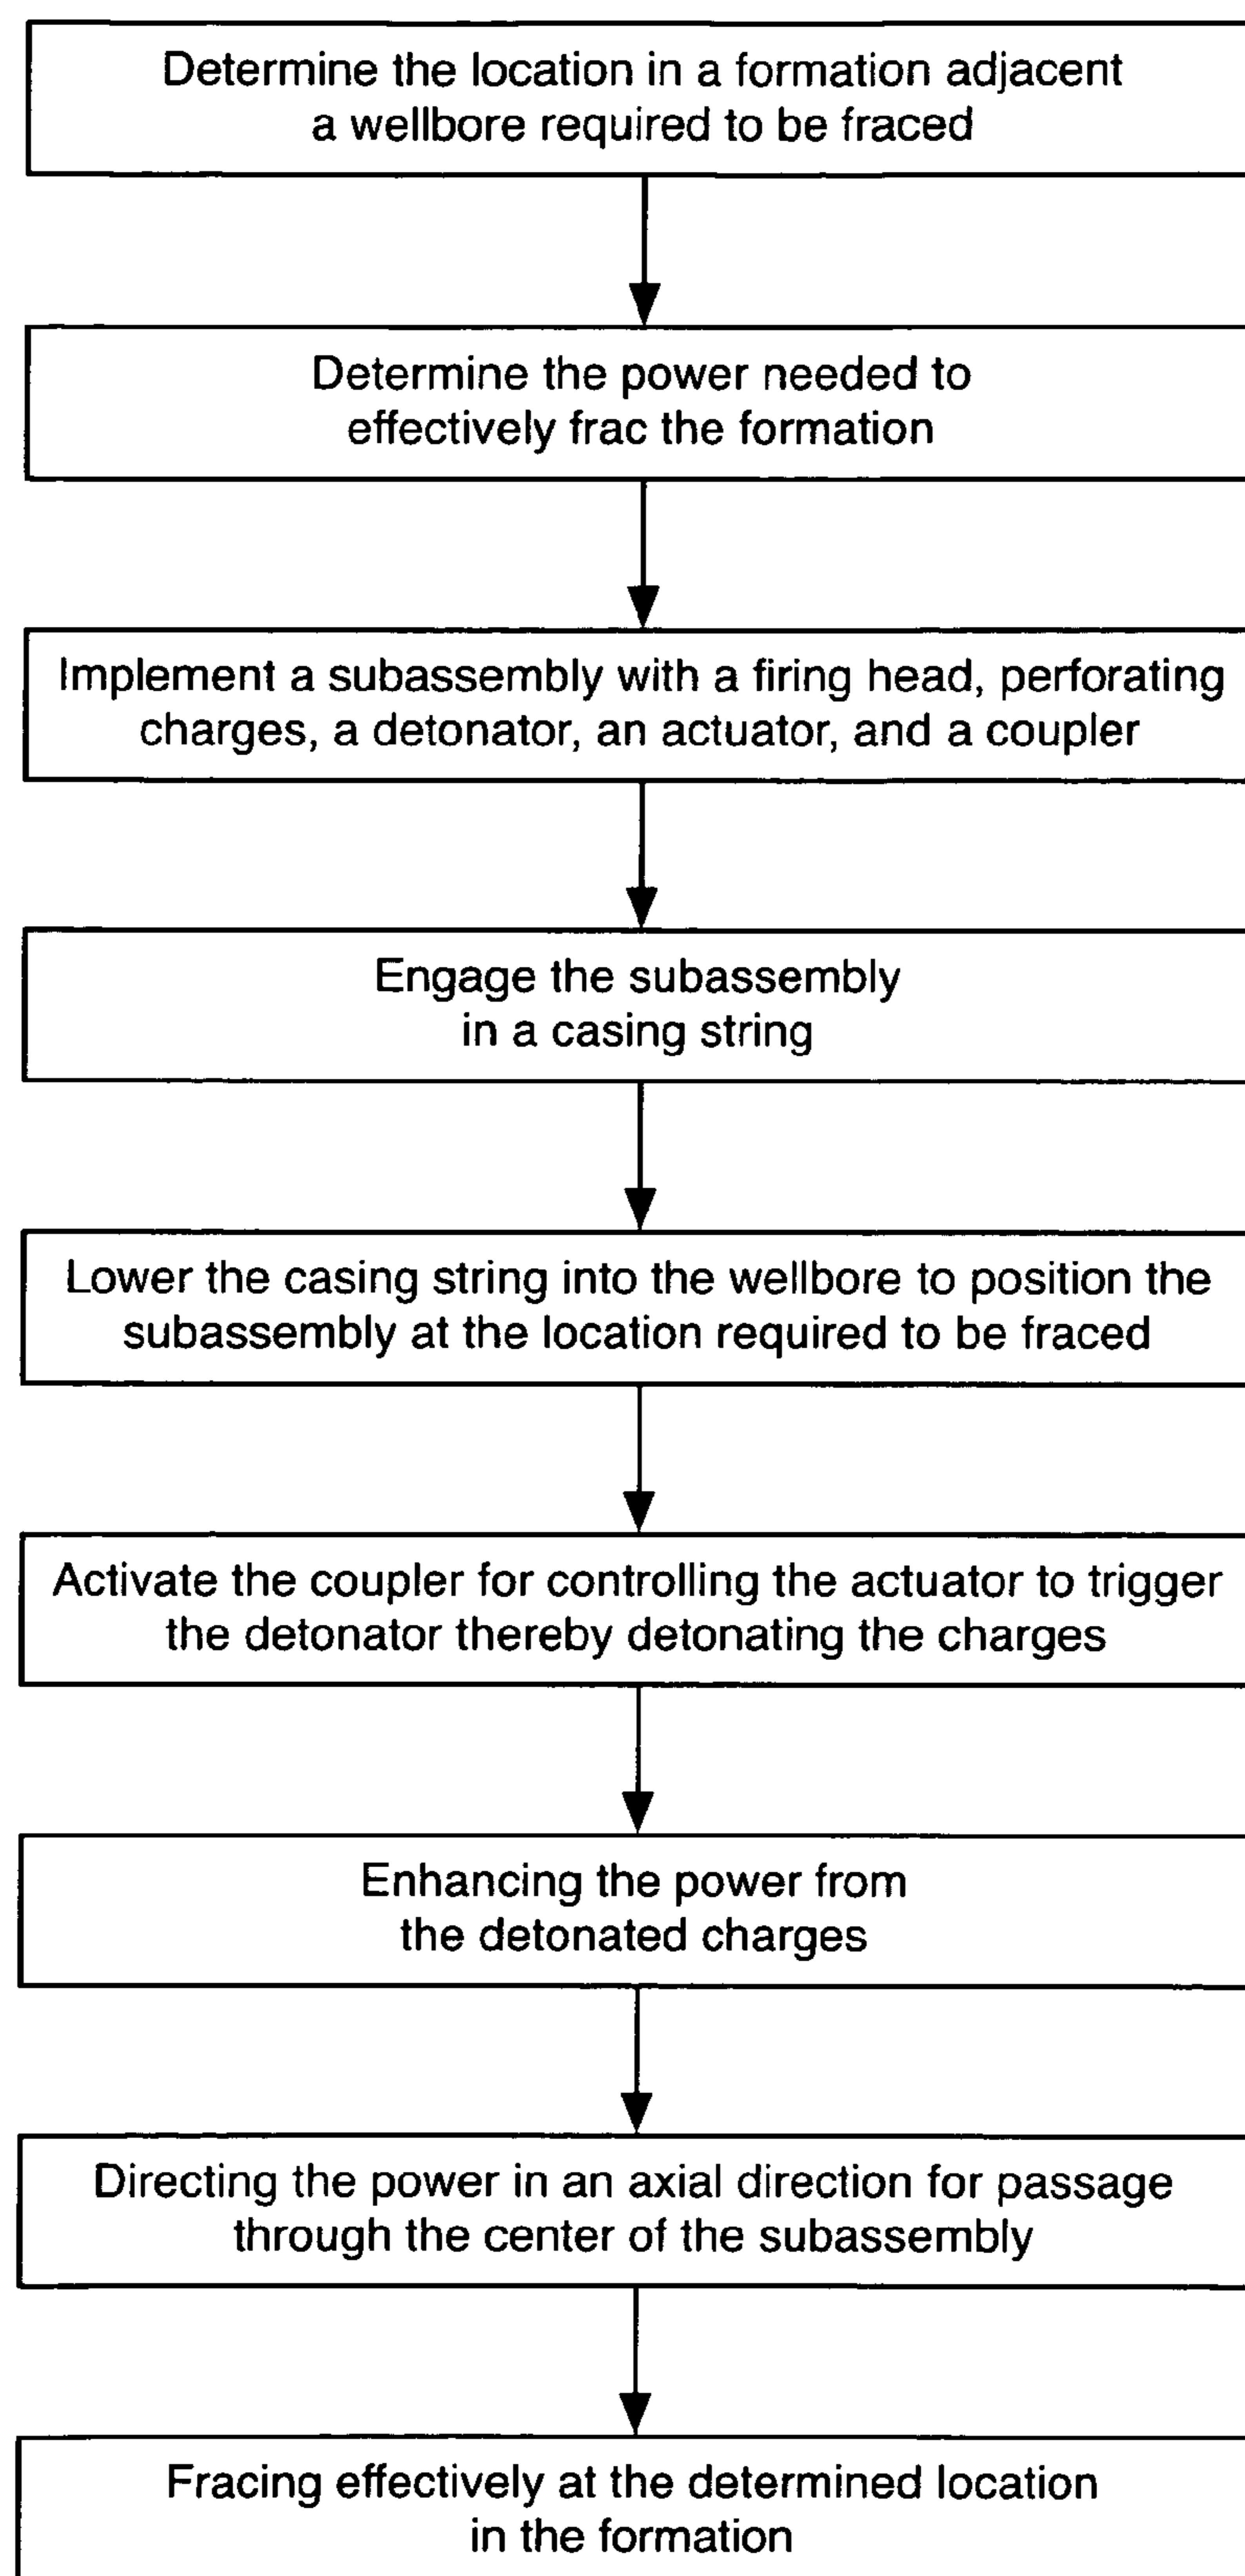 Determine the location in a formation adjacent
a wellbore required to be fraced
Determine the power needed to
effectively frac the formation
Implement a subassembly with a firing head, perforating
charges, a detonator, an actuator, and a coupler
Engage the subassembly
in a casing string
Lower the casing string into the wellbore to position the
subassembly at the location required to be fraced
Activate the coupler for controlling the actuator to trigger
the detonator thereby detonating the charges
Enhancing the power from
the detonated charges
Directing the power in an axial direction for passage
through the center of the subassembly
Fracing effectively at the determined location
in the formation